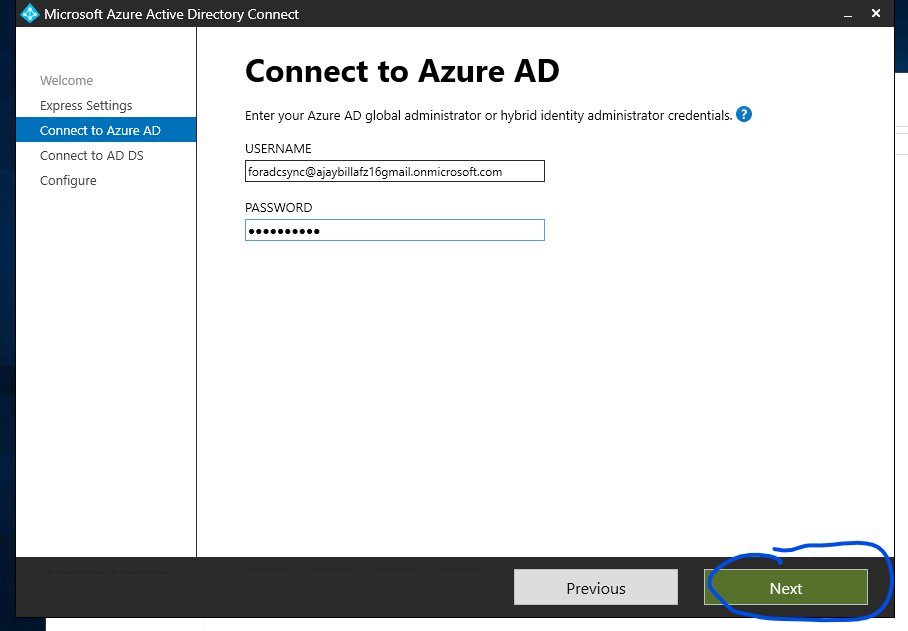 Microsoft Azure Active Directory Connect
Welcome
Express Settings
Connect to Azure AD
Connect to AD DS
Configure
Connect to Azure AD
Enter your Azure AD global administrator or hybrid identity administrator credentials. ?
USERNAME
foradcsync@ajaybillafz16gmail.onmicrosoft.com
PASSWORD
●●●●●●●●●●
Previous
Next